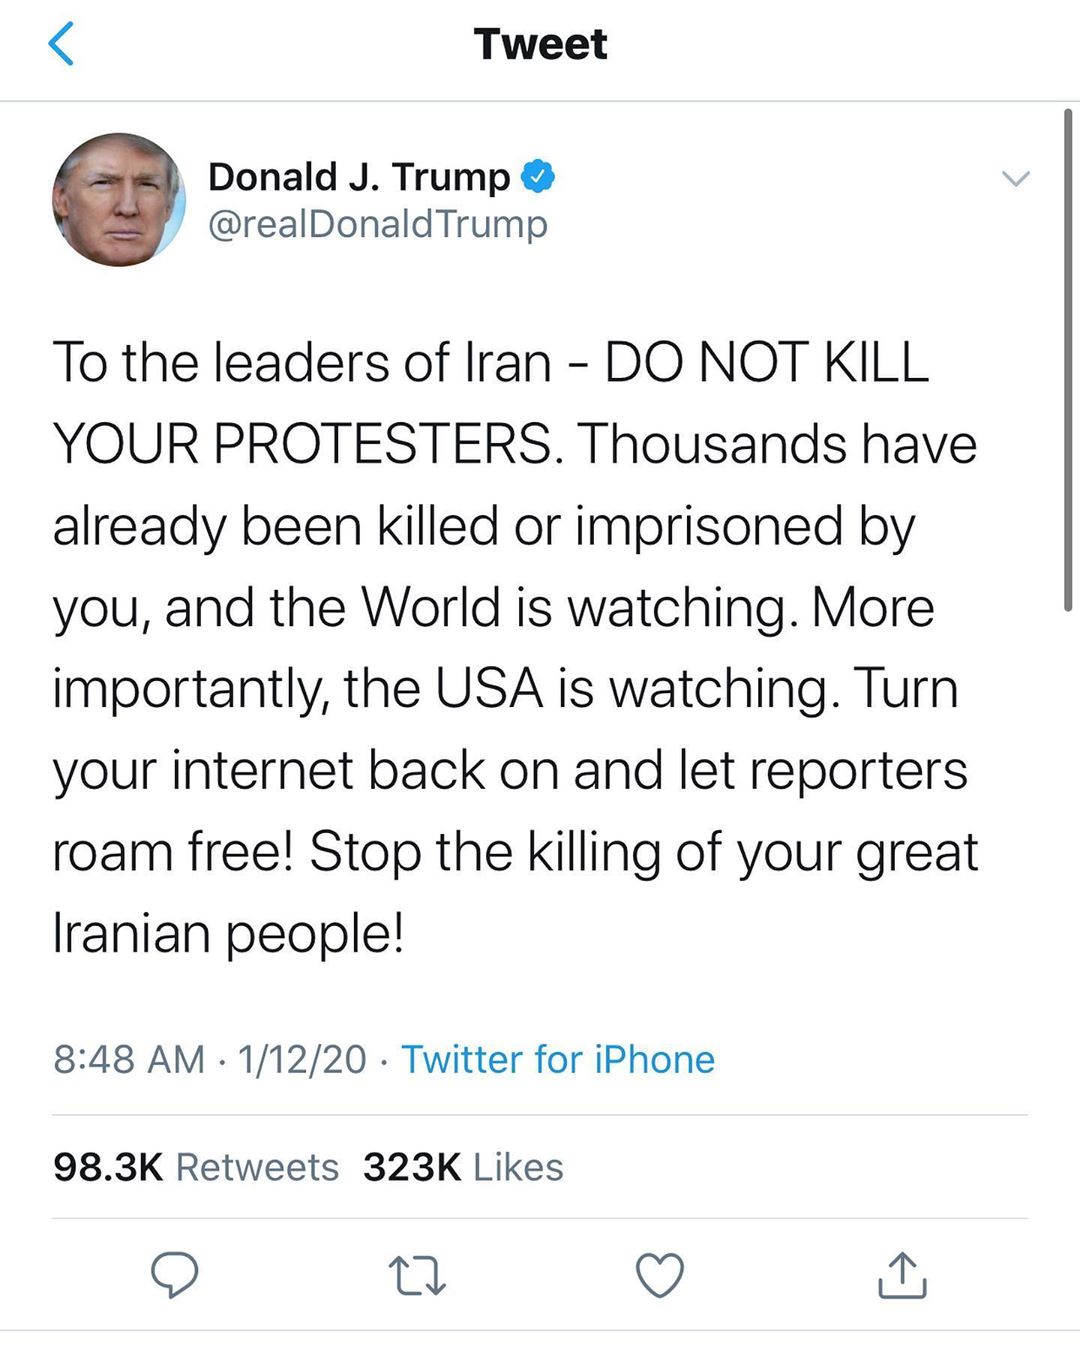 Tweet
Donald J. Trump
@realDonaldTrump
To the leaders of Iran - DO NOT KILL
YOUR PROTESTERS. Thousands have
already been killed or imprisoned by
you, and the World is watching. More
importantly, the USA is watching. Turn
your internet back on and let reporters
roam free! Stop the killing of your great
Iranian people!
8:48 AM · 1/12/20 · Twitter for iPhone
98.3K Retweets 323K Likes